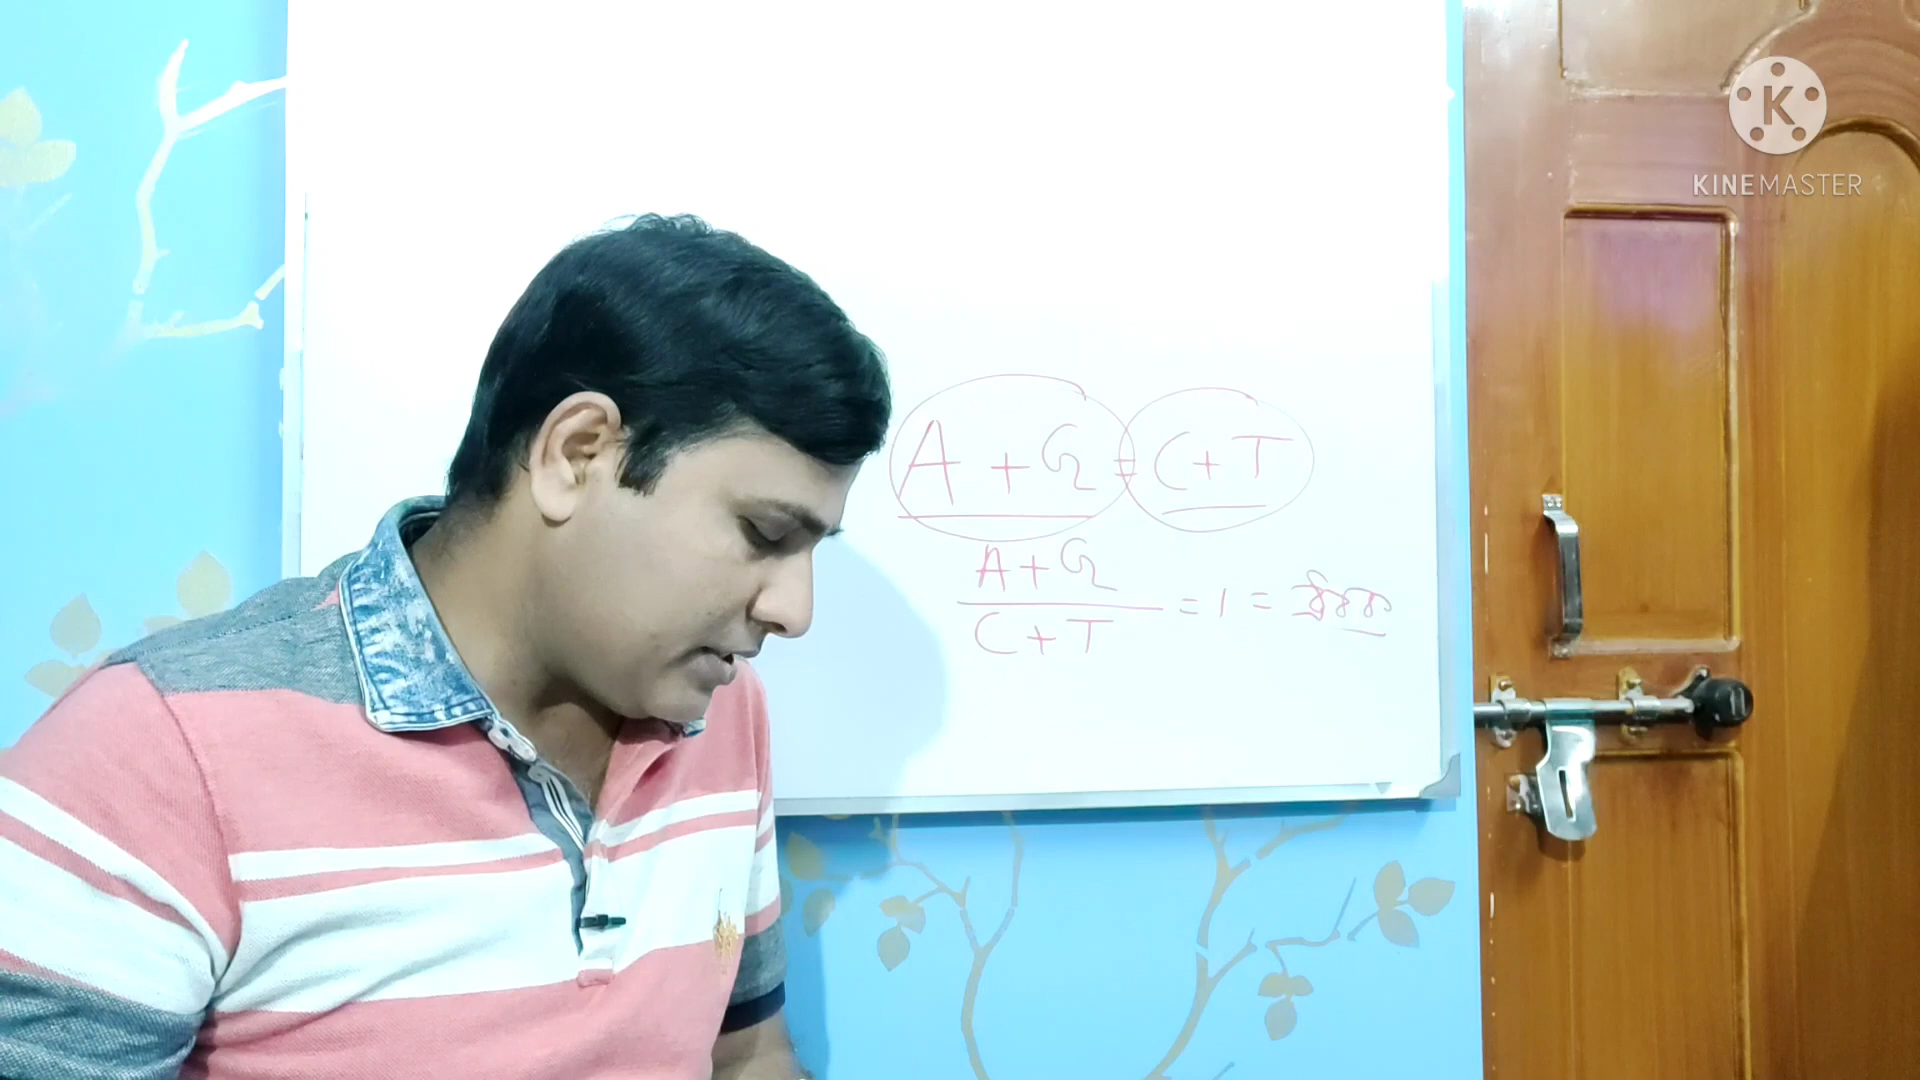 A + G = C + T
A + G
C + T
= 1 =
K
KINEMASTER